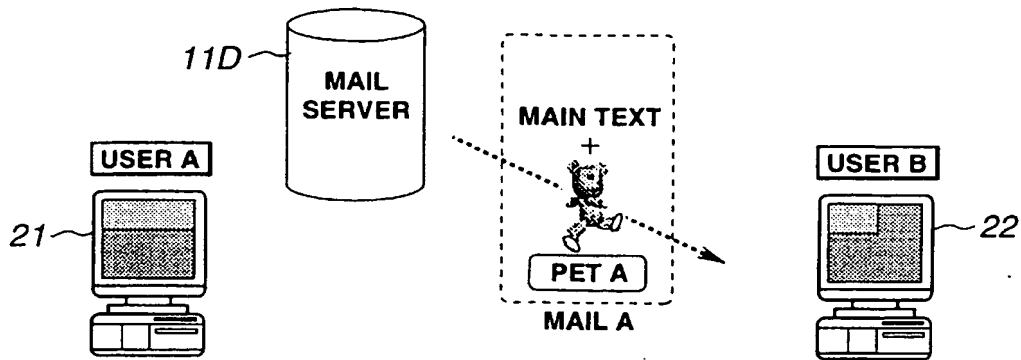 11D
MAIL
SERVER
MAIN TEXT
+
USER A
USER B
21
22
PET A
MAIL A